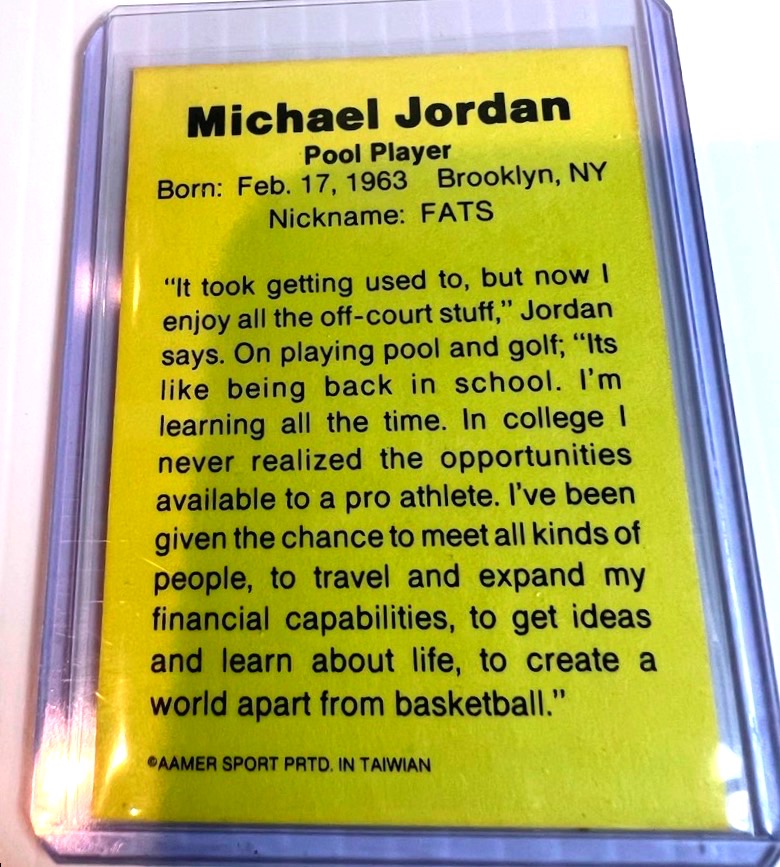 Michael Jordan
Pool Player
Born: Feb. 17, 1963 Brooklyn, NY
Nickname: FATS
“It took getting used to, but now I
enjoy all the off-court stuff,” Jordan
says. On playing pool and golf; “Its
like being back in school. I’m
learning all the time. In college I
never realized the opportunities
available to a pro athlete. I’ve been
given the chance to meet all kinds of
people, to travel and expand my
financial capabilities, to get ideas
and learn about life, to create a
world apart from basketball.”
©AAMER SPORT PRTD. IN TAIWIAN